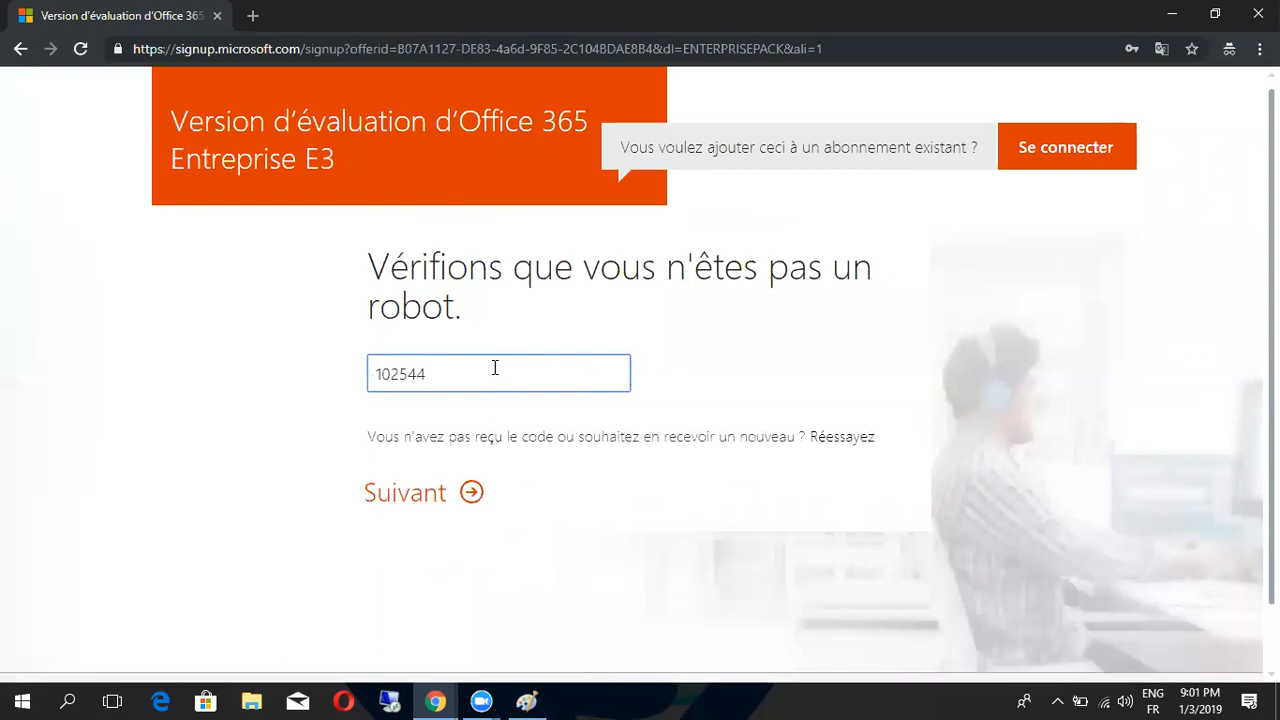 Version d'évaluation d'Office 365
https://signup.microsoft.com/signup?offerid=B07A1127-DE83-4a6d-9F85-2C104BDAE8B4&dl=ENTERPRISEPACK&ali=1
Version d'évaluation d'Office 365
Entreprise E3
Vous voulez ajouter ceci à un abonnement existant ?
Se connecter
Vérifions que vous n'êtes pas un
robot.
102544
Vous n'avez pas reçu le code ou souhaitez en recevoir un nouveau ? Réessayez
Suivant
ENG
FR
9:01 PM
1/3/2019